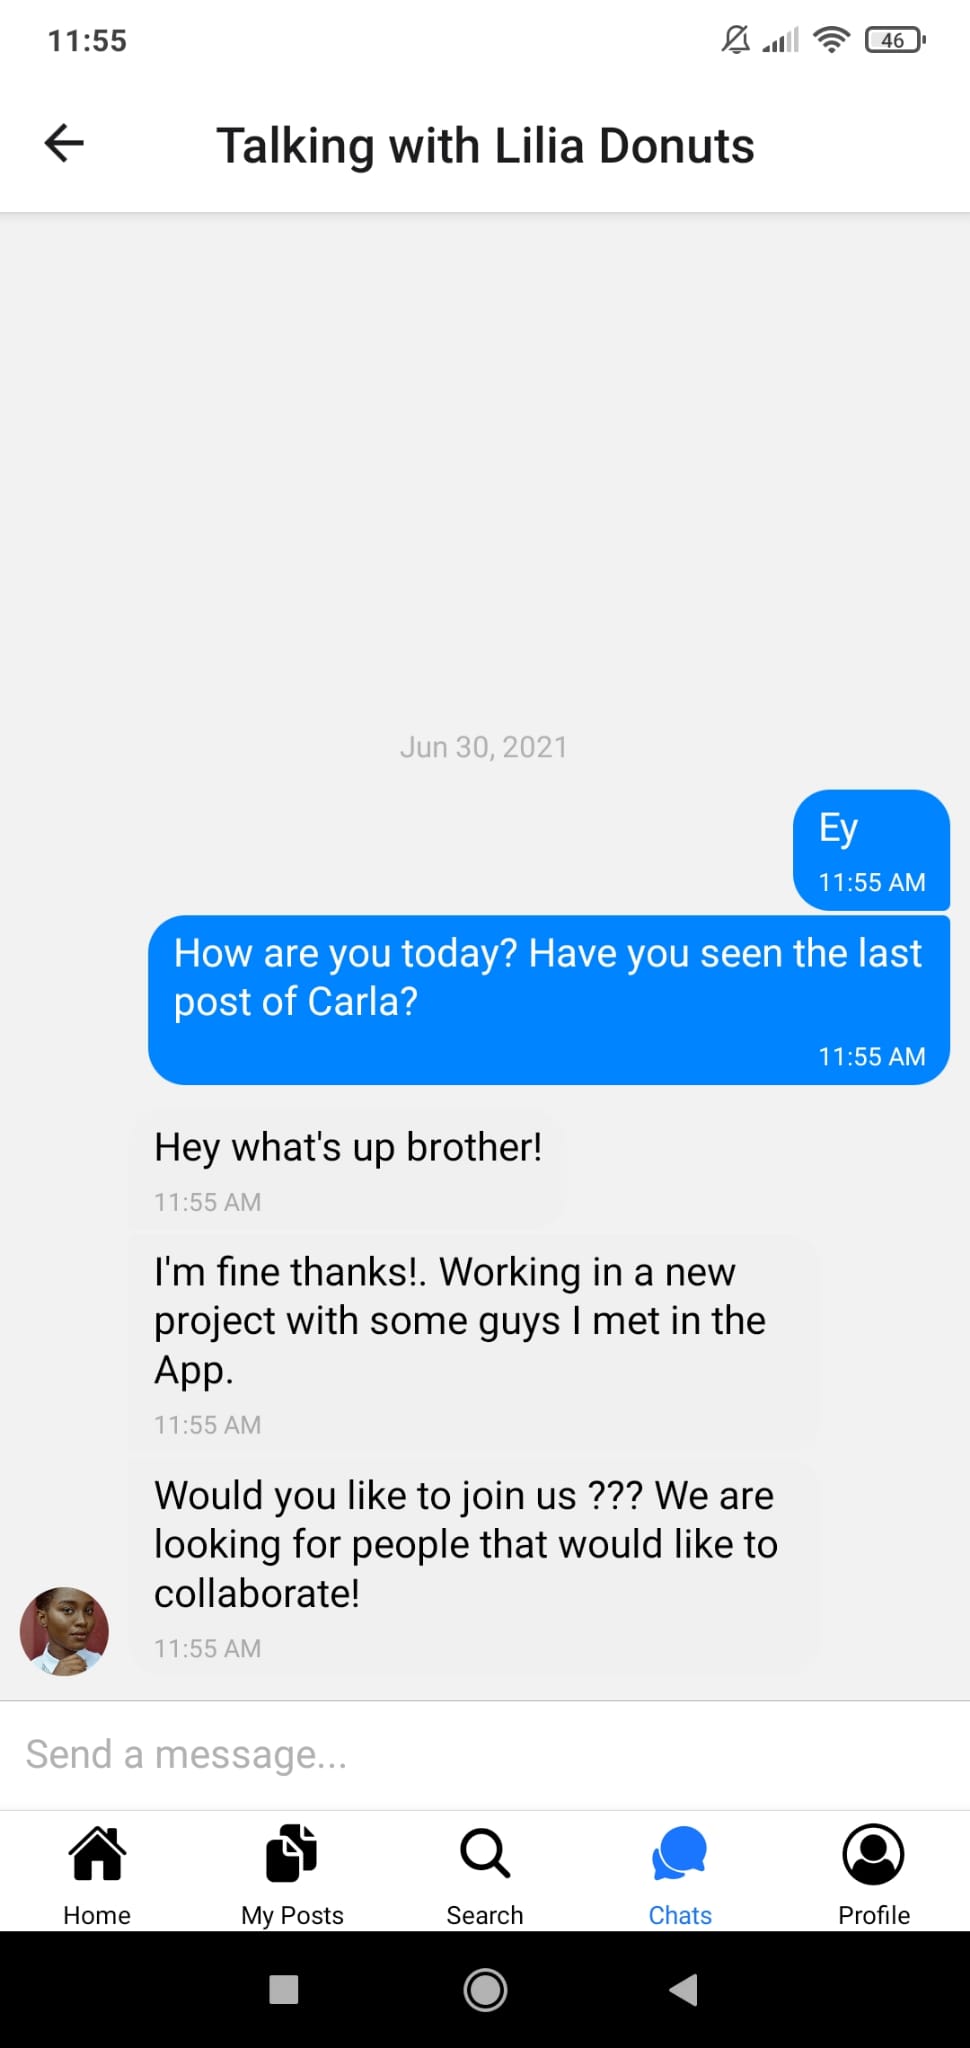 11:55
46
Talking with Lilia Donuts
Jun 30, 2021
Ey
11:55 AM
How are you today? Have you seen the last
post of Carla?
11:55 AM
Hey what's up brother!
11:55 AM
I'm fine thanks!. Working in a new
project with some guys I met in the
App.
11:55 AM
Would you like to join us ??? We are
looking for people that would like to
collaborate!
11:55 AM
Send a message...
Home
My Posts
Search
Chats
Profile